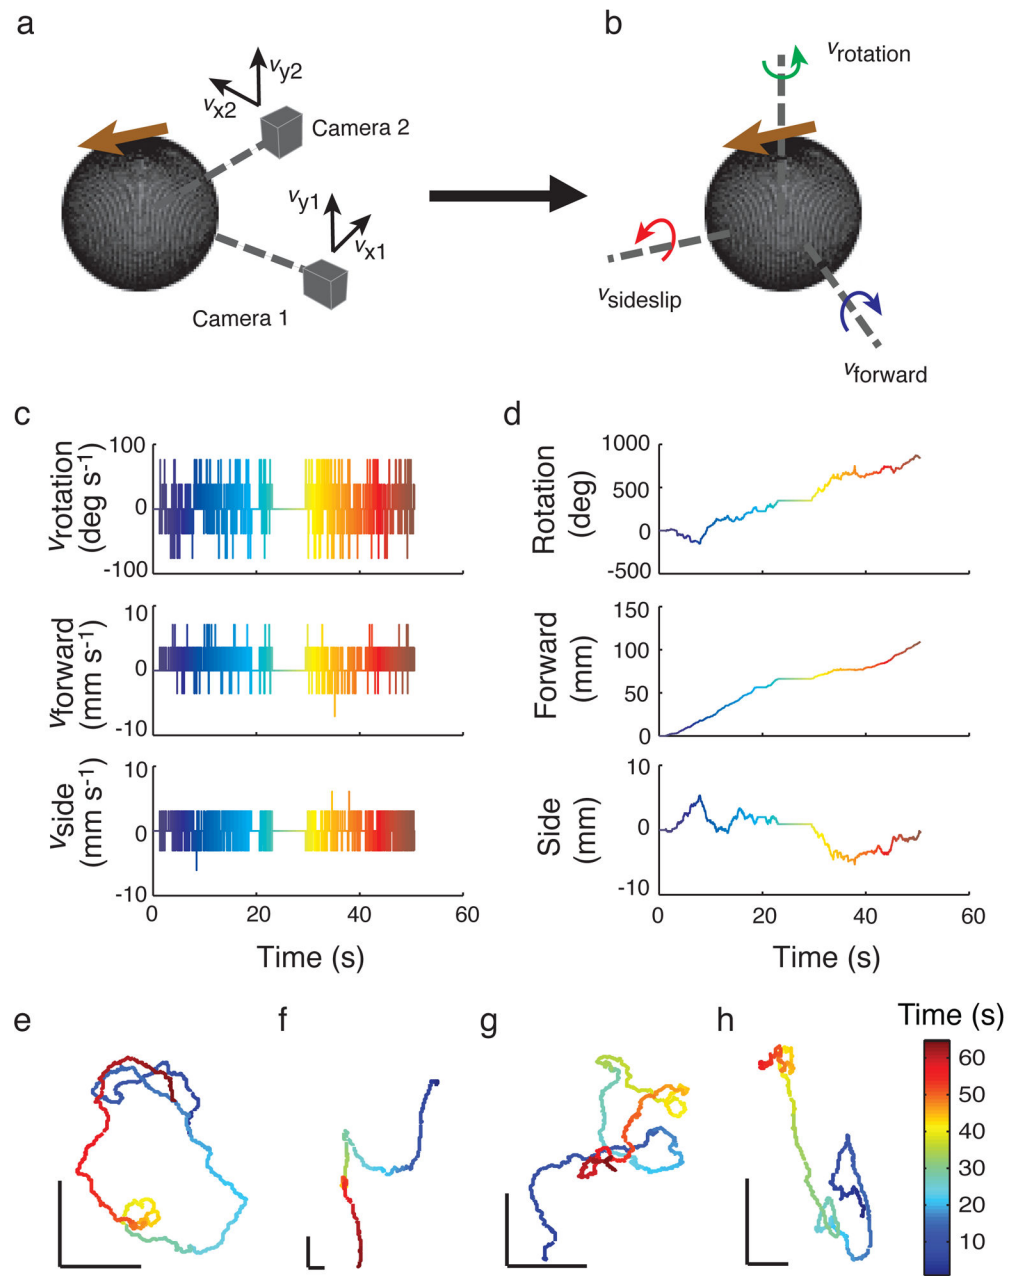 a
b
vy2
vx2
Camera 2
vy1
vx1
Camera 1
vrotation
vsideslip
vforward
c
d
vrotation
(deg s-1)
100
0
-100
Rotation
(deg)
1000
500
0
-500
vforward
(mm s-1)
10
0
-10
Forward
(mm)
150
100
50
0
vside
(mm s-1)
10
0
-10
0 20 40 60
Time (s)
Side
(mm)
10
0
-10
0 20 40 60
Time (s)
e
f
g
h
Time (s)
60
50
40
30
20
10